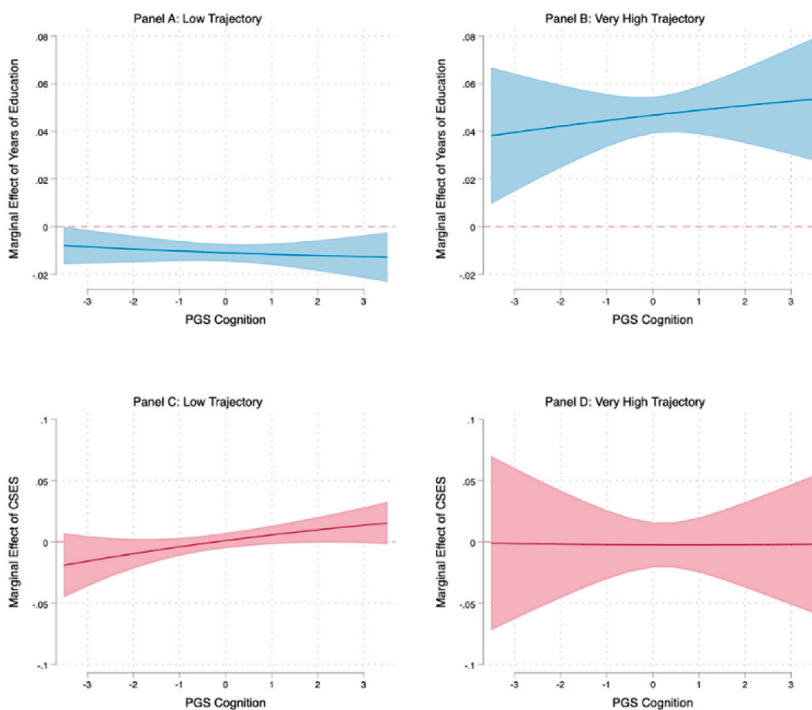 Panel A: Low Trajectory
Marginal Effect of Years of Education
.08
.06
.04
.02
0
-.02
-3 -2 -1 0 1 2 3
PGS Cognition
Panel B: Very High Trajectory
Marginal Effect of Years of Education
.08
.06
.04
.02
0
-.02
-3 -2 -1 0 1 2 3
PGS Cognition
Panel C: Low Trajectory
Marginal Effect of CSES
.1
.05
0
-.05
-.1
-3 -2 -1 0 1 2 3
PGS Cognition
Panel D: Very High Trajectory
Marginal Effect of CSES
.1
.05
0
-.05
-.1
-3 -2 -1 0 1 2 3
PGS Cognition